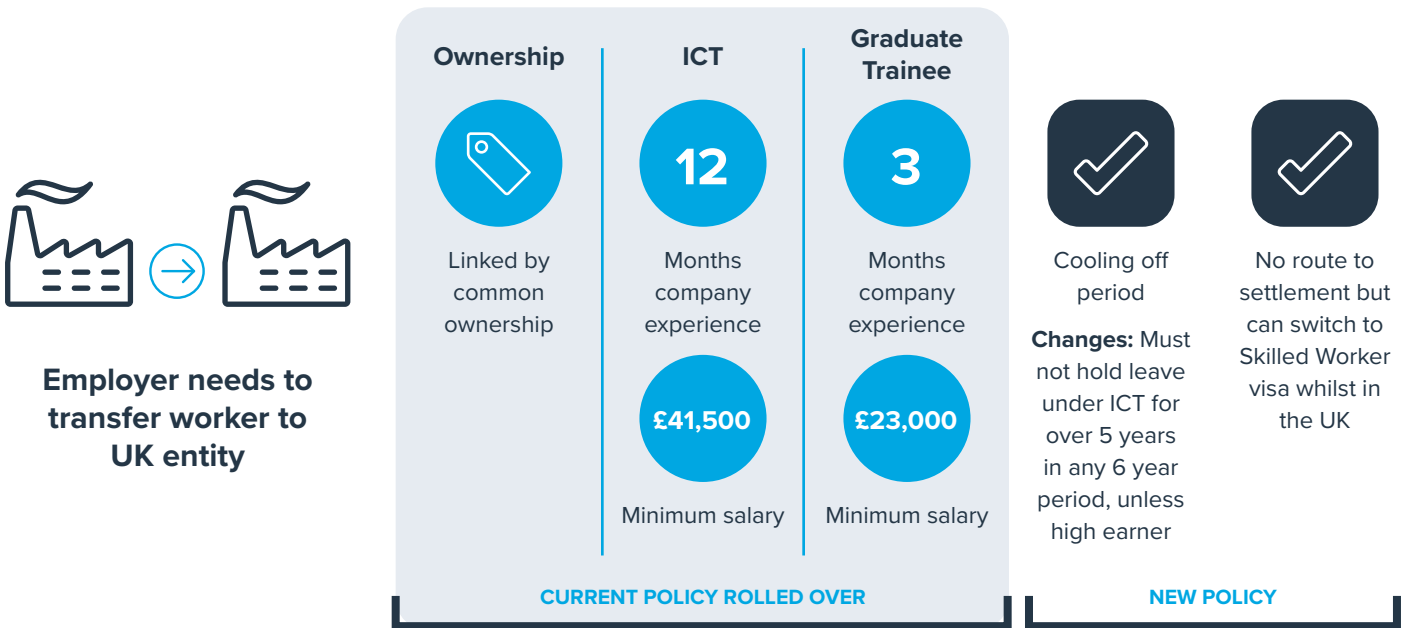 Employer needs to
transfer worker to
UK entity
Ownership
Linked by
common
ownership
ICT
12
Months
company
experience
£41,500
Minimum salary
Graduate
Trainee
3
Months
company
experience
£23,000
Minimum salary
CURRENT POLICY ROLLED OVER
Cooling off
period
Changes: Must
not hold leave
under ICT for
over 5 years
in any 6 year
period, unless
high earner
No route to
settlement but
can switch to
Skilled Worker
visa whilst in
the UK
NEW POLICY